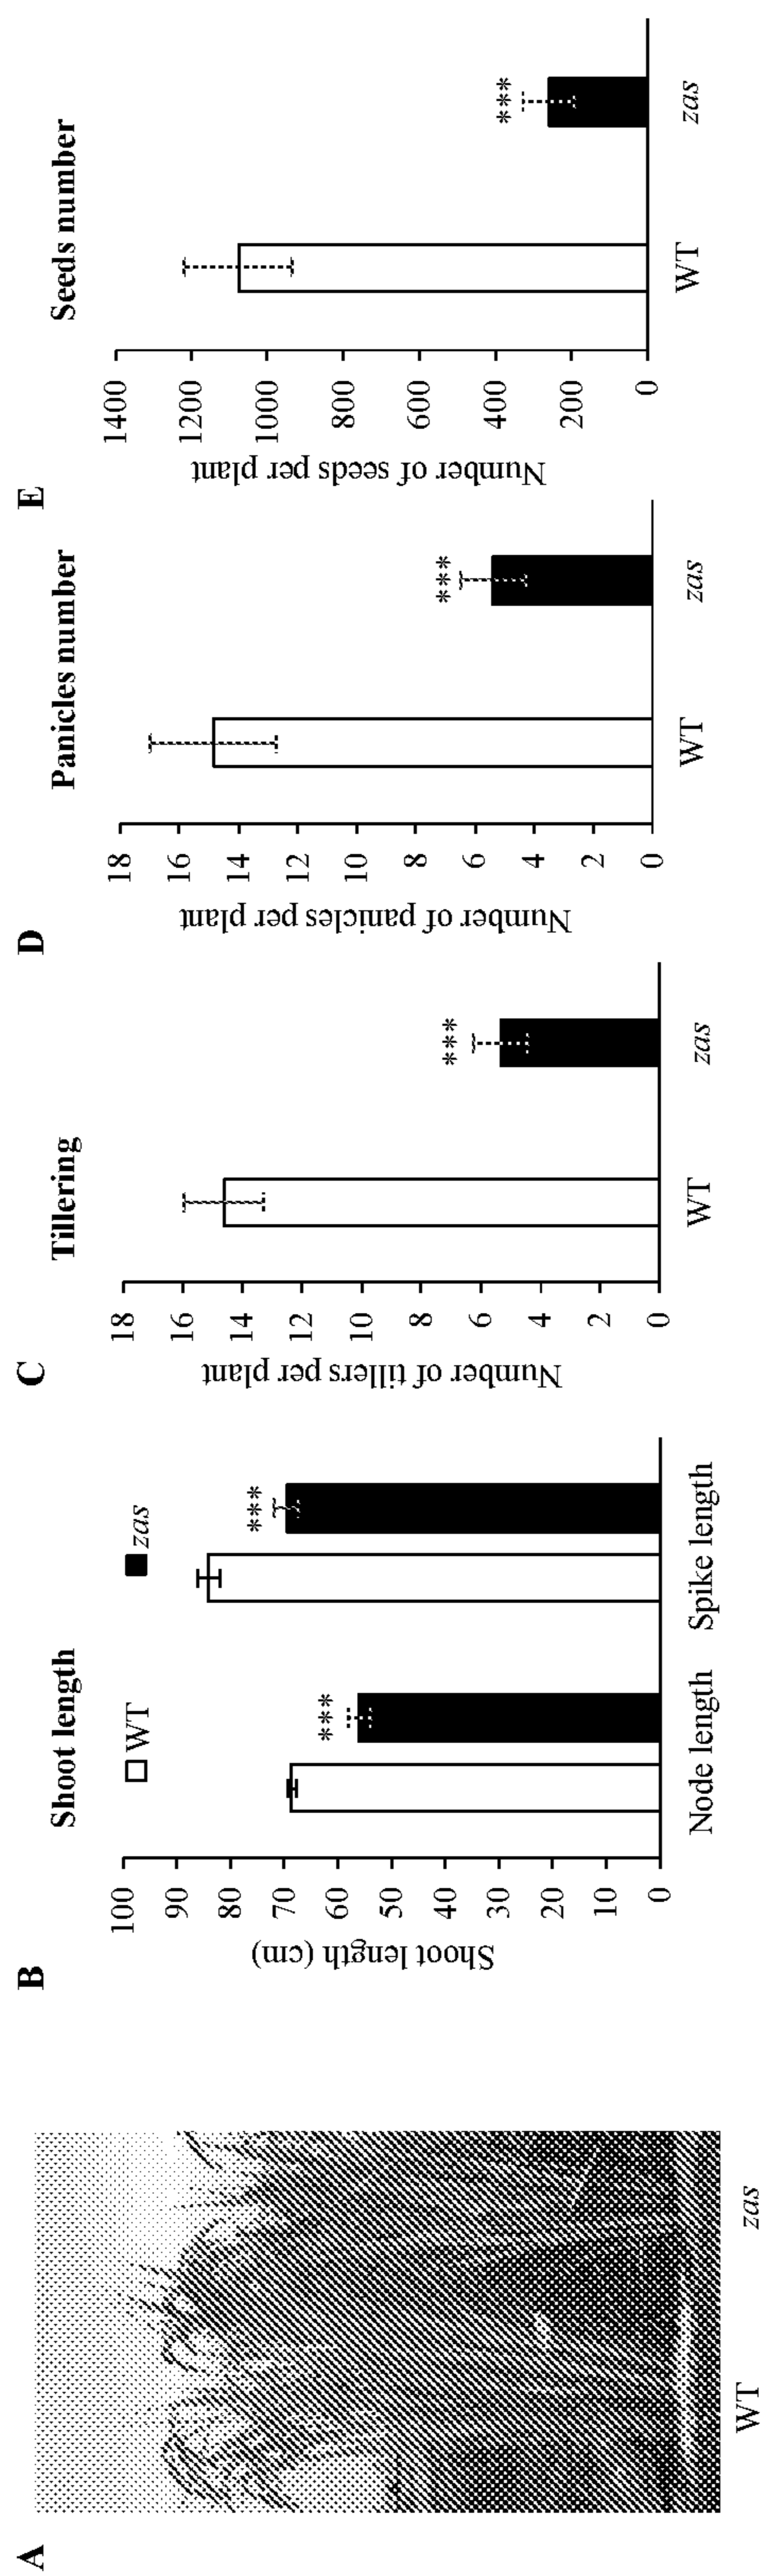 A
WT
zas
B
Shoot length
WT
zas
Shoot length (cm)
100
90
80
70
60
50
40
30
20
10
0
***
***
Node length
Spike length
C
Tillering
Number of tillers per plant
18
16
14
12
10
8
6
4
2
0
***
WT
zas
D
Panicles number
Number of panicles per plant
18
16
14
12
10
8
6
4
2
0
***
WT
zas
E
Seeds number
Number of seeds per plant
1400
1200
1000
800
600
400
200
0
***
WT
zas